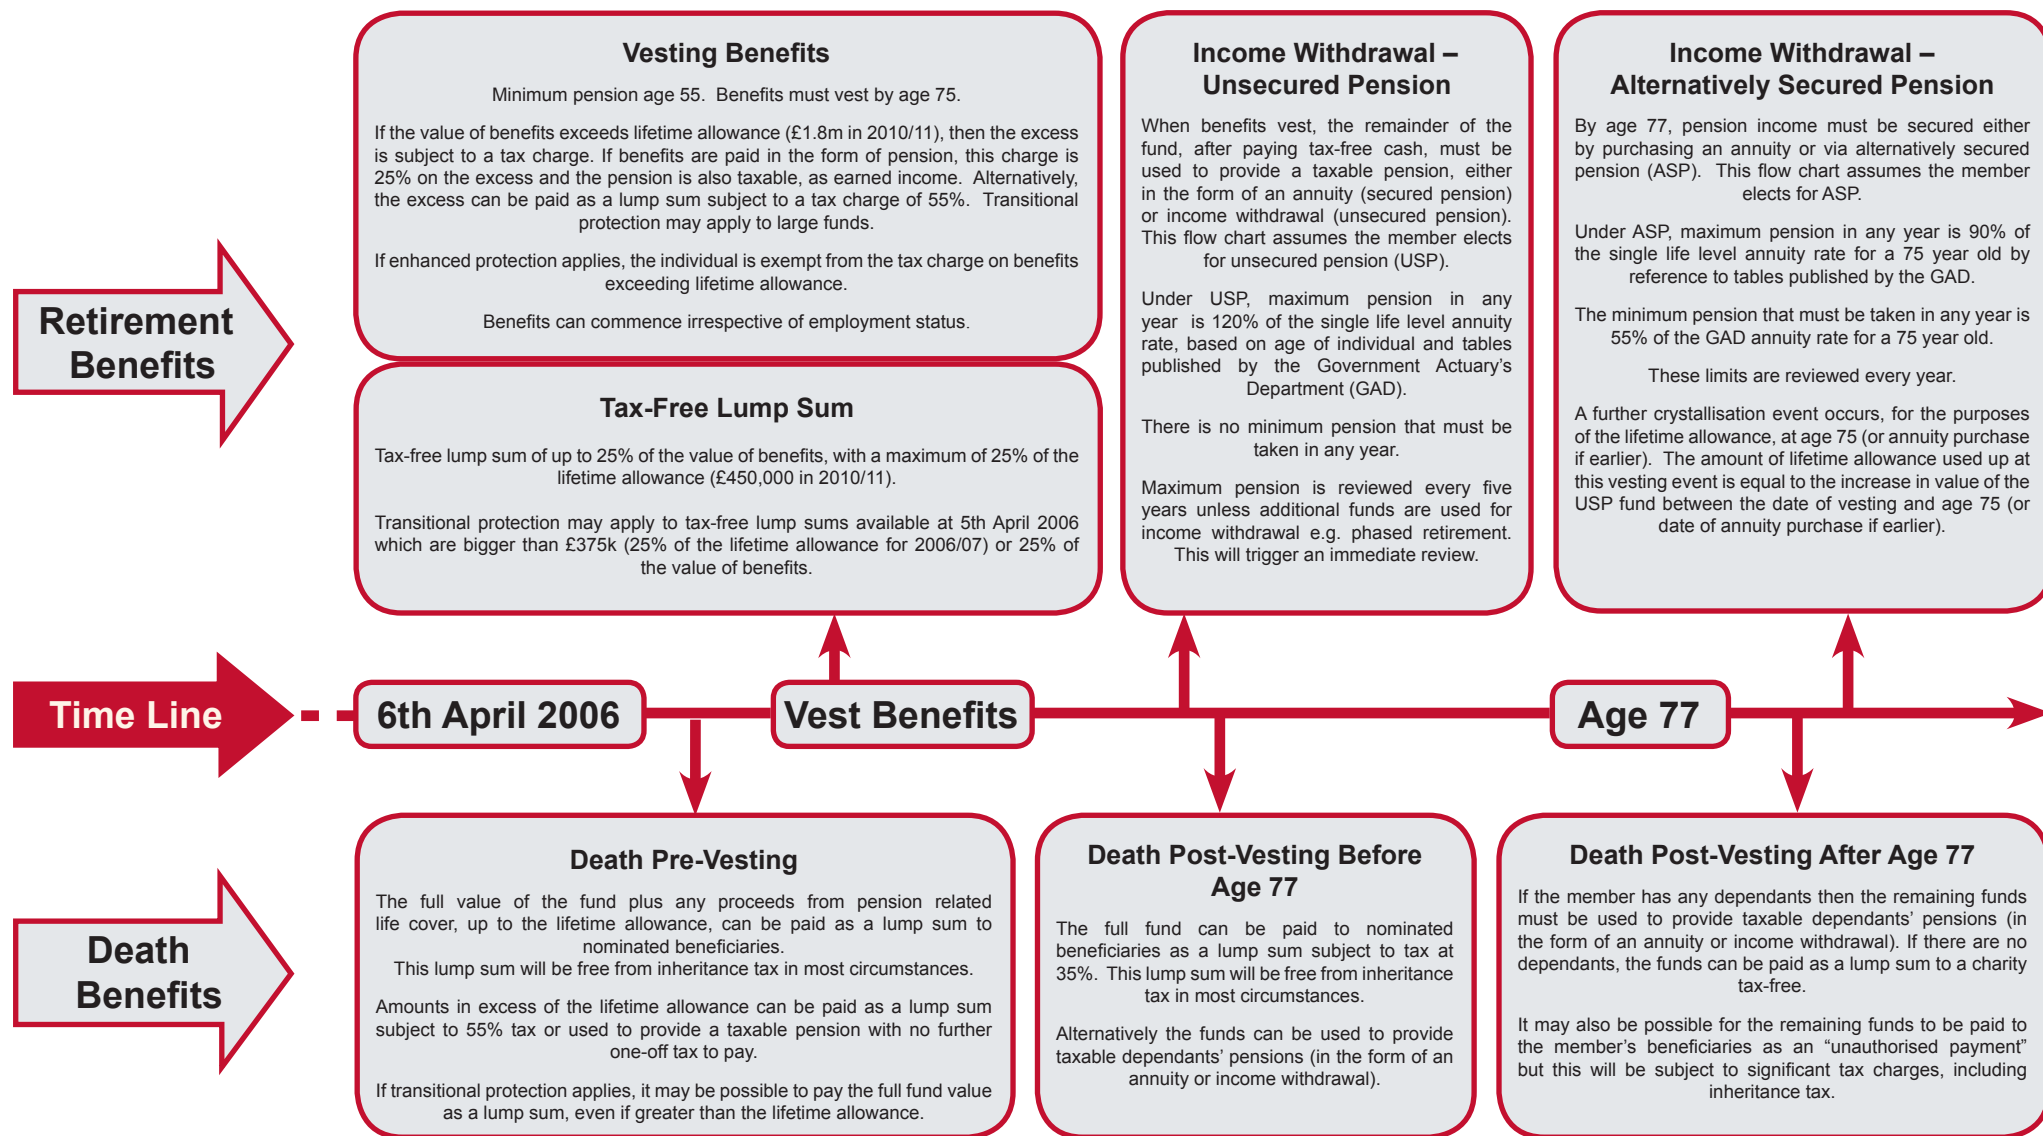 Retirement
Benefits
Vesting Benefits
Minimum pension age 55. Benefits must vest by age 75.
If the value of benefits exceeds lifetime allowance (£1.8m in 2010/11), then the excess
is subject to a tax charge. If benefits are paid in the form of pension, this charge is
25% on the excess and the pension is also taxable, as earned income. Alternatively,
the excess can be paid as a lump sum subject to a tax charge of 55%. Transitional
protection may apply to large funds.
If enhanced protection applies, the individual is exempt from the tax charge on benefits
exceeding lifetime allowance.
Benefits can commence irrespective of employment status.
Tax-Free Lump Sum
Tax-free lump sum of up to 25% of the value of benefits, with a maximum of 25% of the
lifetime allowance (£450,000 in 2010/11).
Transitional protection may apply to tax-free lump sums available at 5th April 2006
which are bigger than £375k (25% of the lifetime allowance for 2006/07) or 25% of
the value of benefits.
Income Withdrawal –
Unsecured Pension
When benefits vest, the remainder of the
fund, after paying tax-free cash, must be
used to provide a taxable pension, either
in the form of an annuity (secured pension)
or income withdrawal (unsecured pension).
This flow chart assumes the member elects
for unsecured pension (USP).
Under USP, maximum pension in any
year is 120% of the single life level annuity
rate, based on age of individual and tables
published by the Government Actuary's
Department (GAD).
There is no minimum pension that must be
taken in any year.
Maximum pension is reviewed every five
years unless additional funds are used for
income withdrawal e.g. phased retirement.
This will trigger an immediate review.
Income Withdrawal –
Alternatively Secured Pension
By age 77, pension income must be secured either
by purchasing an annuity or via alternatively secured
pension (ASP). This flow chart assumes the member
elects for ASP.
Under ASP, maximum pension in any year is 90% of
the single life level annuity rate for a 75 year old by
reference to tables published by the GAD.
The minimum pension that must be taken in any year is
55% of the GAD annuity rate for a 75 year old.
These limits are reviewed every year.
A further crystallisation event occurs, for the purposes
of the lifetime allowance, at age 75 (or annuity purchase
if earlier). The amount of lifetime allowance used up at
this vesting event is equal to the increase in value of the
USP fund between the date of vesting and age 75 (or
date of annuity purchase if earlier).
Time Line
6th April 2006
Vest Benefits
Age 77
Death
Benefits
Death Pre-Vesting
The full value of the fund plus any proceeds from pension related
life cover, up to the lifetime allowance, can be paid as a lump sum to
nominated beneficiaries.
This lump sum will be free from inheritance tax in most circumstances.
Amounts in excess of the lifetime allowance can be paid as a lump sum
subject to 55% tax or used to provide a taxable pension with no further
one-off tax to pay.
If transitional protection applies, it may be possible to pay the full fund value
as a lump sum, even if greater than the lifetime allowance.
Death Post-Vesting Before
Age 77
The full fund can be paid to nominated
beneficiaries as a lump sum subject to tax at
35%. This lump sum will be free from inheritance
tax in most circumstances.
Alternatively the funds can be used to provide
taxable dependants' pensions (in the form of an
annuity or income withdrawal).
Death Post-Vesting After Age 77
If the member has any dependants then the remaining funds
must be used to provide taxable dependants' pensions (in
the form of an annuity or income withdrawal). If there are no
dependants, the funds can be paid as a lump sum to a charity
tax-free.
It may also be possible for the remaining funds to be paid to
the member's beneficiaries as an “unauthorised payment”
but this will be subject to significant tax charges, including
inheritance tax.